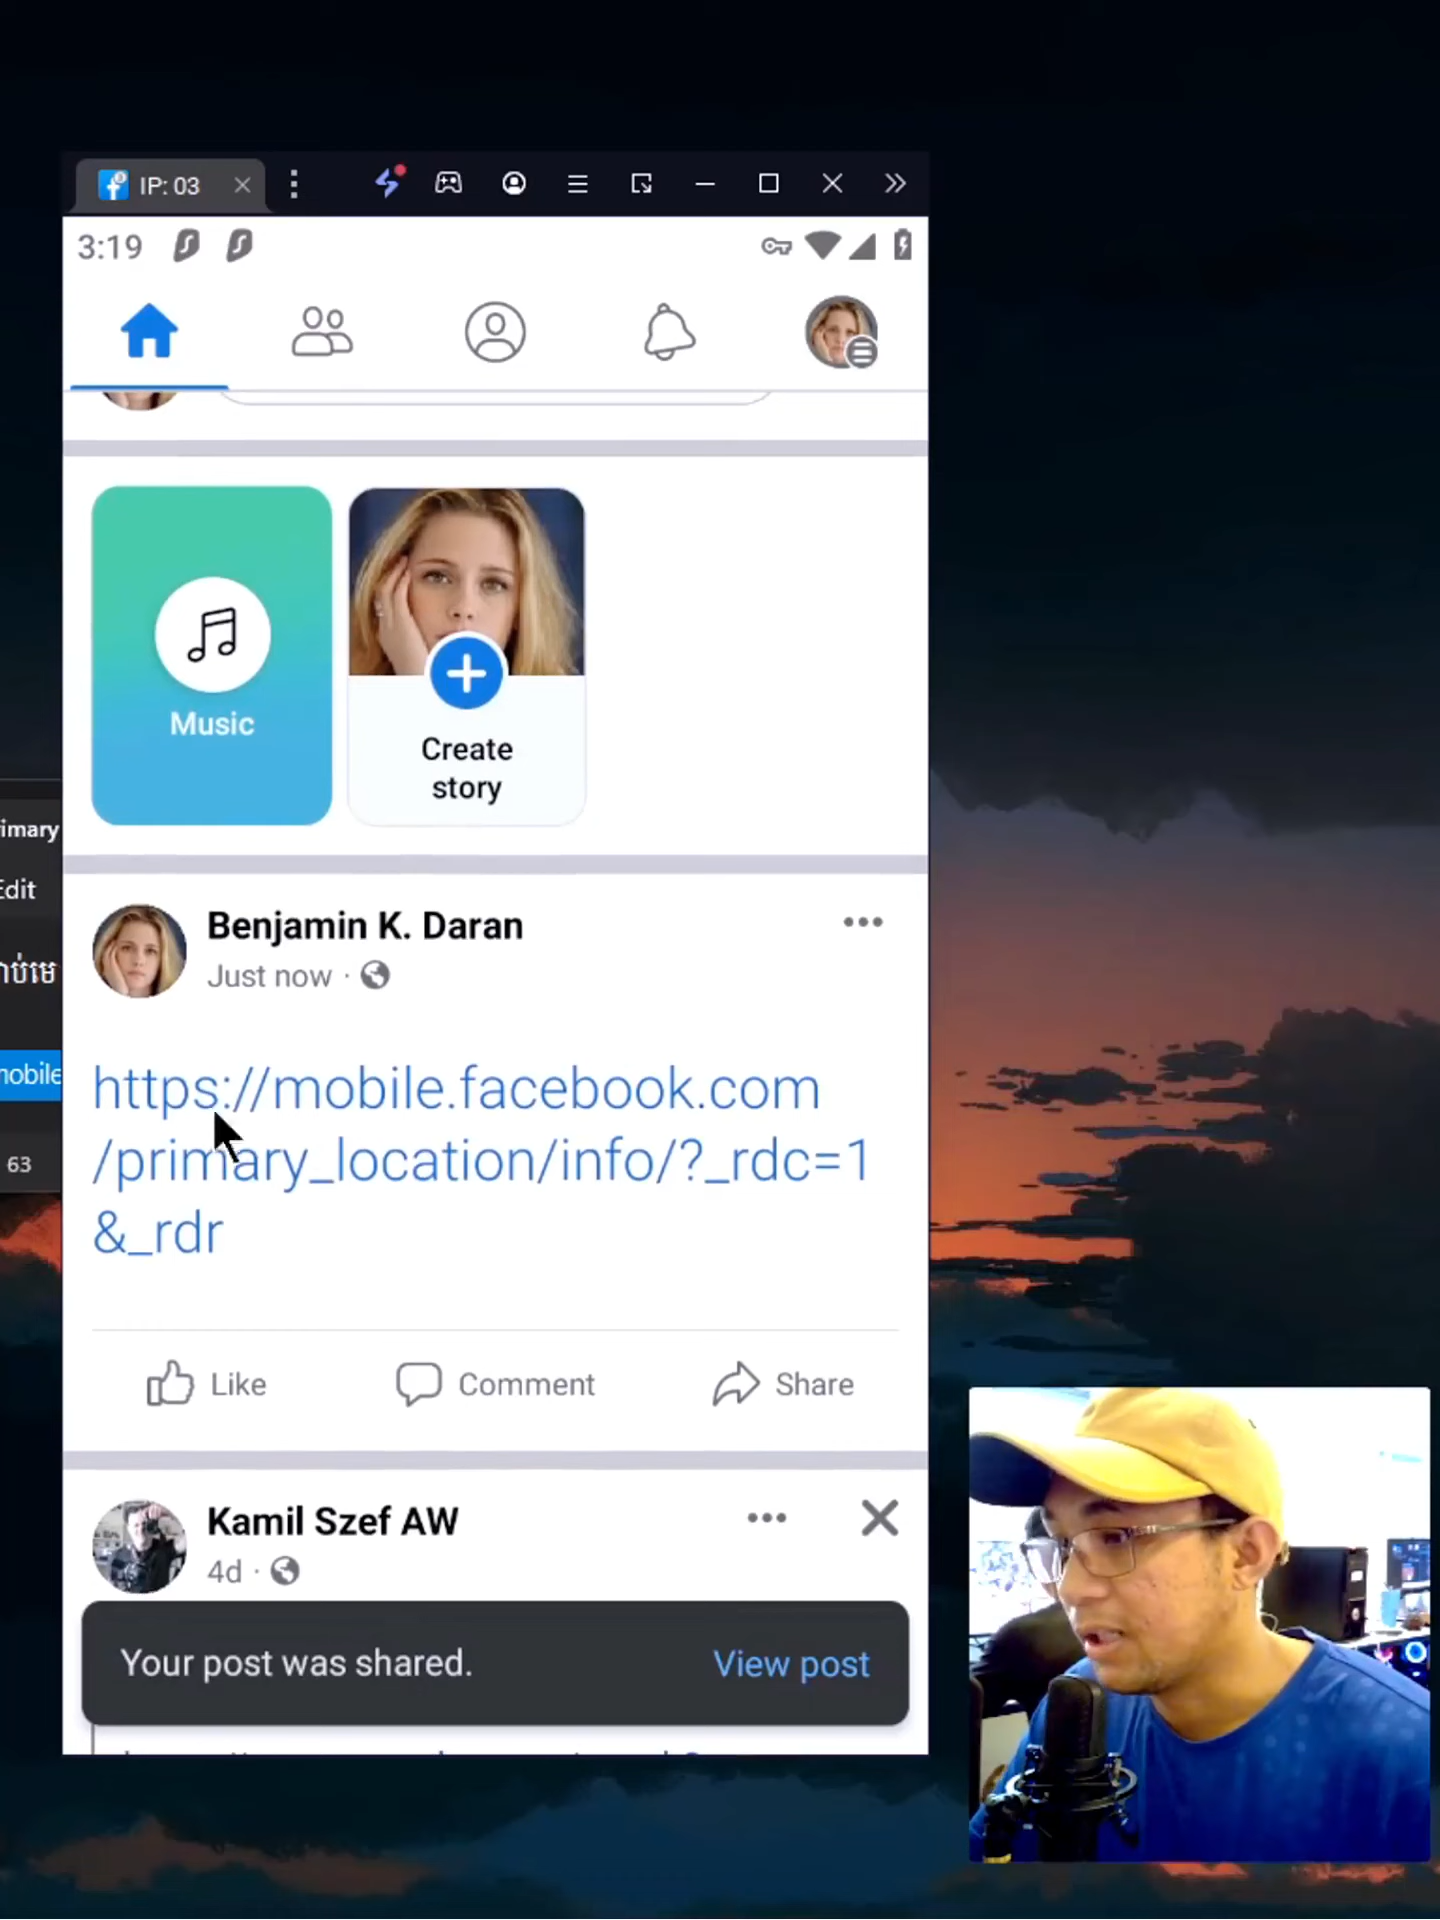 IP: 03
3:19
Music
Create
story
imary
Edit
Benjamin K. Daran
Just now ·
https://mobile.facebook.com
/primary_location/info/?_rdc=1
&_rdr
mobile
63
Like
Comment
Share
Kamil Szef AW
4d ·
Your post was shared.
View post